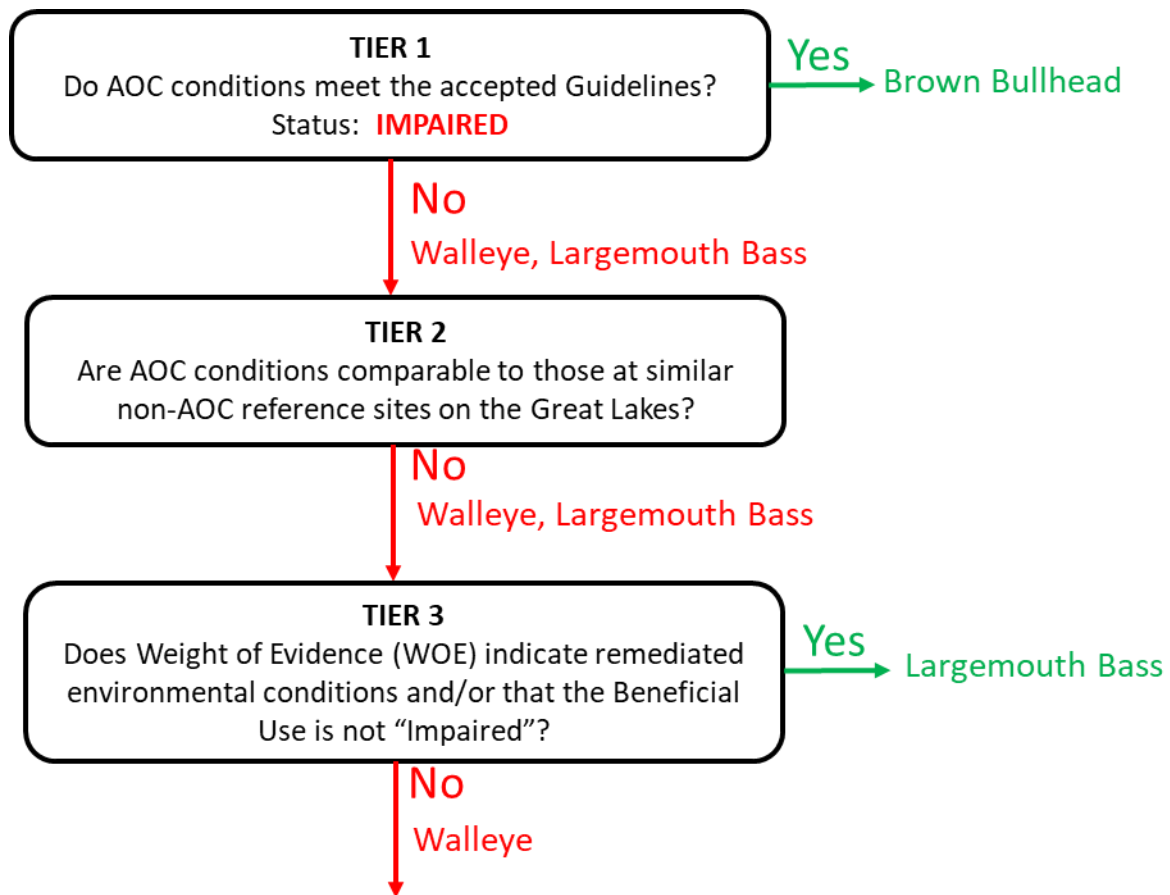 TIER 1
Do AOC conditions meet the accepted Guidelines?
Status: IMPAIRED
Yes
Brown Bullhead
No
Walleye, Largemouth Bass
TIER 2
Are AOC conditions comparable to those at similar
non-AOC reference sites on the Great Lakes?
No
Walleye, Largemouth Bass
TIER 3
Does Weight of Evidence (WOE) indicate remediated
environmental conditions and/or that the Beneficial
Use is not “Impaired”?
Yes
Largemouth Bass
No
Walleye